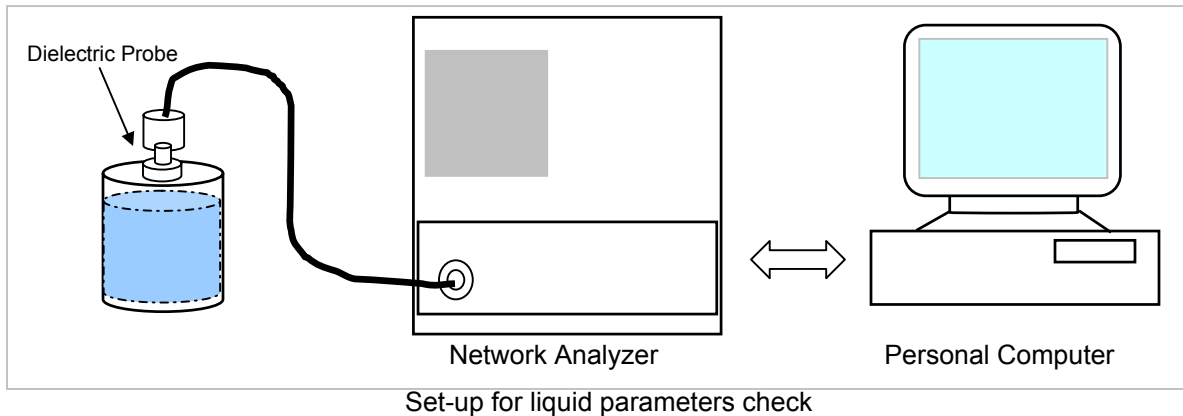 Dielectric Probe
Network Analyzer
Personal Computer
Set-up for liquid parameters check